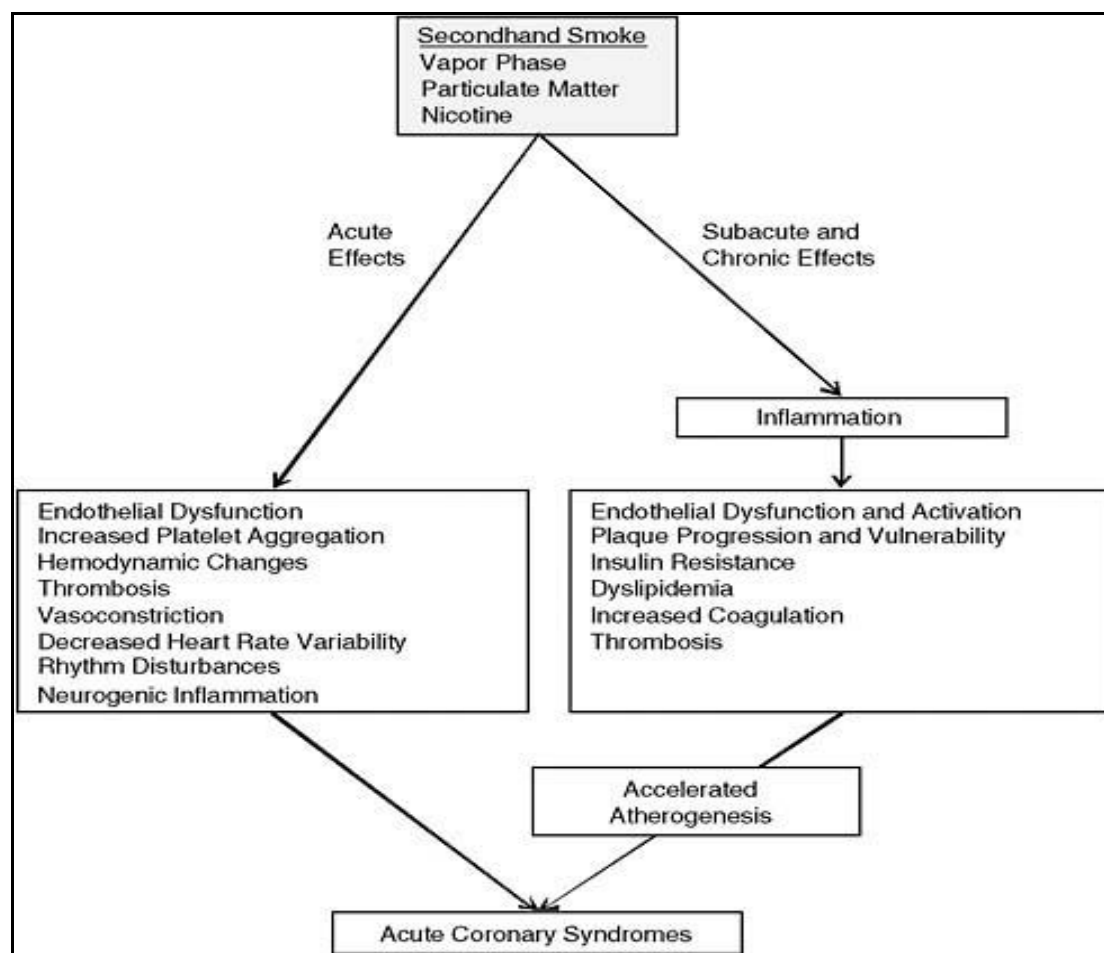 Secondhand Smoke
Vapor Phase
Particulate Matter
Nicotine
Acute
Effects
Subacute and
Chronic Effects
Inflammation
Endothelial Dysfunction
Increased Platelet Aggregation
Hemodynamic Changes
Thrombosis
Vasoconstriction
Decreased Heart Rate Variability
Rhythm Disturbances
Neurogenic Inflammation
Endothelial Dysfunction and Activation
Plaque Progression and Vulnerability
Insulin Resistance
Dyslipidemia
Increased Coagulation
Thrombosis
Accelerated
Atherogenesis
Acute Coronary Syndromes